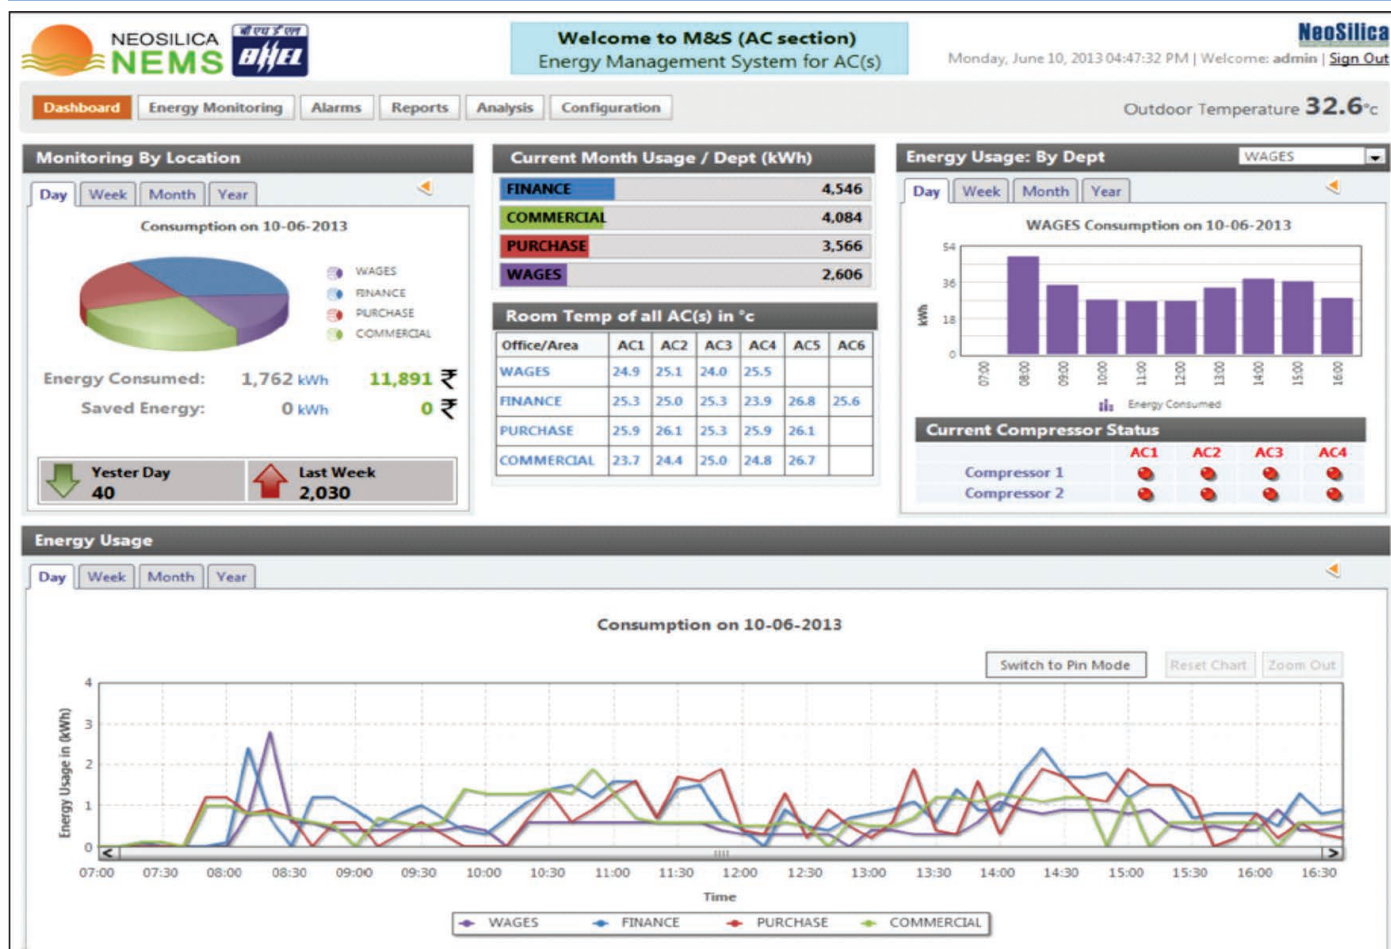 NEOSILICA
NEMS
बी एच ई एल
BHEL
Welcome to M&S (AC section)
Energy Management System for AC(s)
NeoSilica
Monday, June 10, 2013 04:47:32 PM | Welcome: admin | Sign Out
Dashboard Energy Monitoring Alarms Reports Analysis Configuration
Outdoor Temperature 32.6°c
Monitoring By Location
Day Week Month Year
Consumption on 10-06-2013
WAGES
FINANCE
PURCHASE
COMMERCIAL
Energy Consumed: 1,762 kWh 11,891 ₹
Saved Energy: 0 kWh 0 ₹
Yester Day
40
Last Week
2,030
Current Month Usage / Dept (kWh)
FINANCE 4,546
COMMERCIAL 4,084
PURCHASE 3,566
WAGES 2,606
Room Temp of all AC(s) in °c
Office/Area AC1 AC2 AC3 AC4 AC5 AC6
WAGES 24.9 25.1 24.0 25.5
FINANCE 25.3 25.0 25.3 23.9 26.8 25.6
PURCHASE 25.9 26.1 25.3 25.9 26.1
COMMERCIAL 23.7 24.4 25.0 24.8 26.7
Energy Usage: By Dept WAGES
Day Week Month Year
WAGES Consumption on 10-06-2013
54
36
18
0
kWh
07:00 08:00 09:00 10:00 11:00 12:00 13:00 14:00 15:00 16:00
Energy Consumed
Current Compressor Status
AC1 AC2 AC3 AC4
Compressor 1
Compressor 2
Energy Usage
Day Week Month Year
Consumption on 10-06-2013
Switch to Pin Mode Reset Chart Zoom Out
Energy Usage in (kWh)
4
3
2
1
0
07:00 07:30 08:00 08:30 09:00 09:30 10:00 10:30 11:00 11:30 12:00 12:30 13:00 13:30 14:00 14:30 15:00 15:30 16:00 16:30
Time
WAGES FINANCE PURCHASE COMMERCIAL